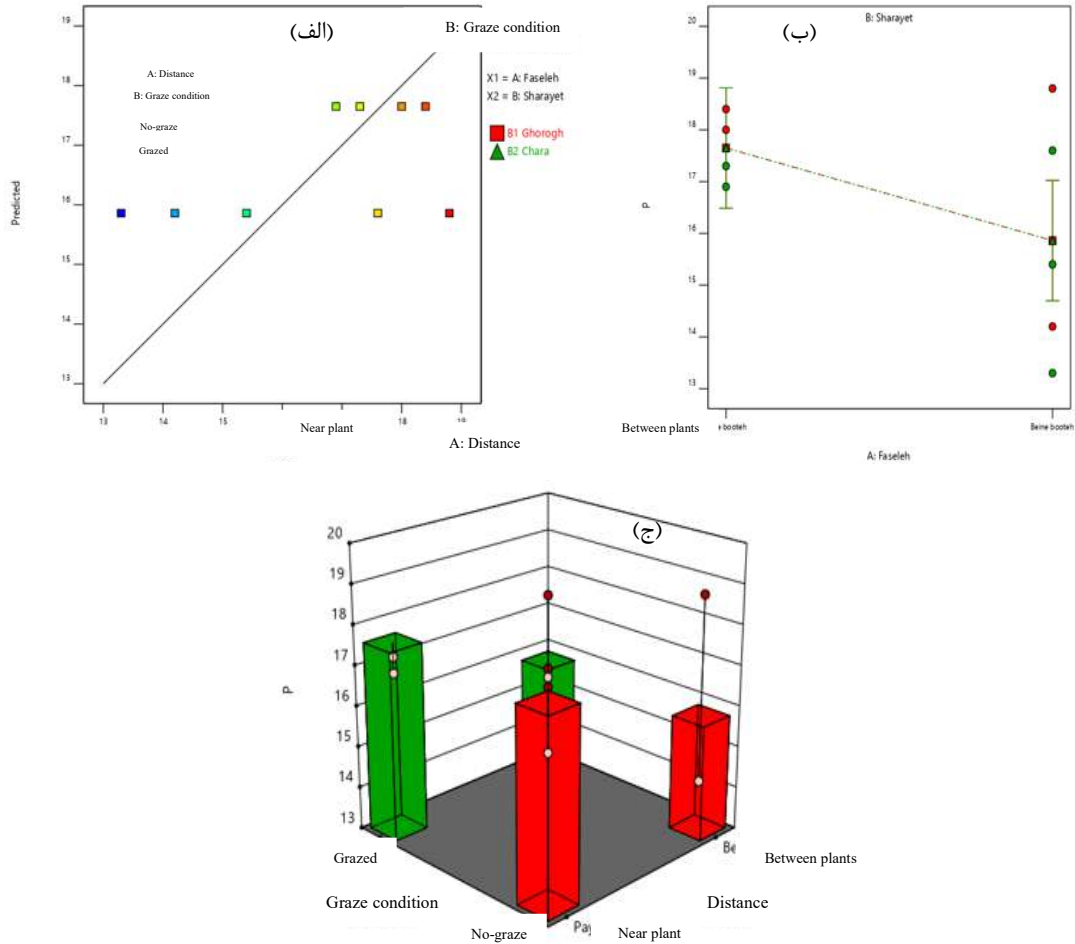 (الف)
B: Graze condition
A: Distance
B: Graze condition
No-graze
Grazed
X1 = A: Faseleh
X2 = B: Sharayet
B1 Ghorogh
B2 Chara
Predicted
19
18
17
16
15
14
13
13
14
15
18
Near plant
A: Distance
(ب)
B: Sharayet
P
20
19
18
17
16
15
14
13
Between plants
e booteh
Beine booteh
A: Faseleh
(ج)
P
20
19
18
17
16
15
14
13
Grazed
Be
Between plants
Graze condition
Distance
No-graze
Pay
Near plant